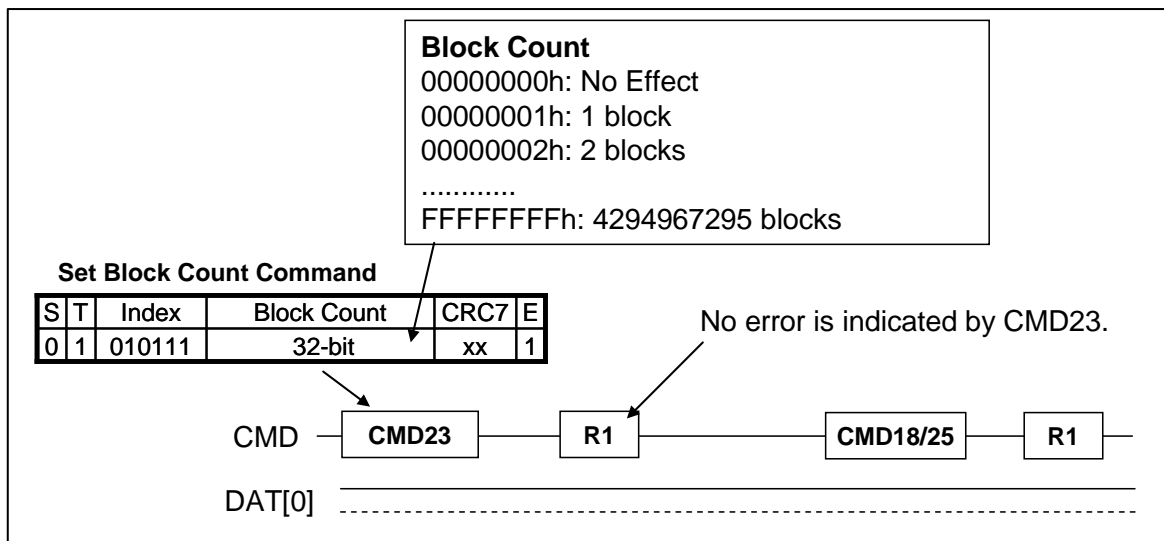 Block Count
00000000h: No Effect
00000001h: 1 block
00000002h: 2 blocks
............
FFFFFFFFh: 4294967295 blocks
Set Block Count Command
S T Index Block Count CRC7 E
0 1 010111 32-bit xx 1
No error is indicated by CMD23.
CMD CMD23 R1 CMD18/25 R1
DAT[0]